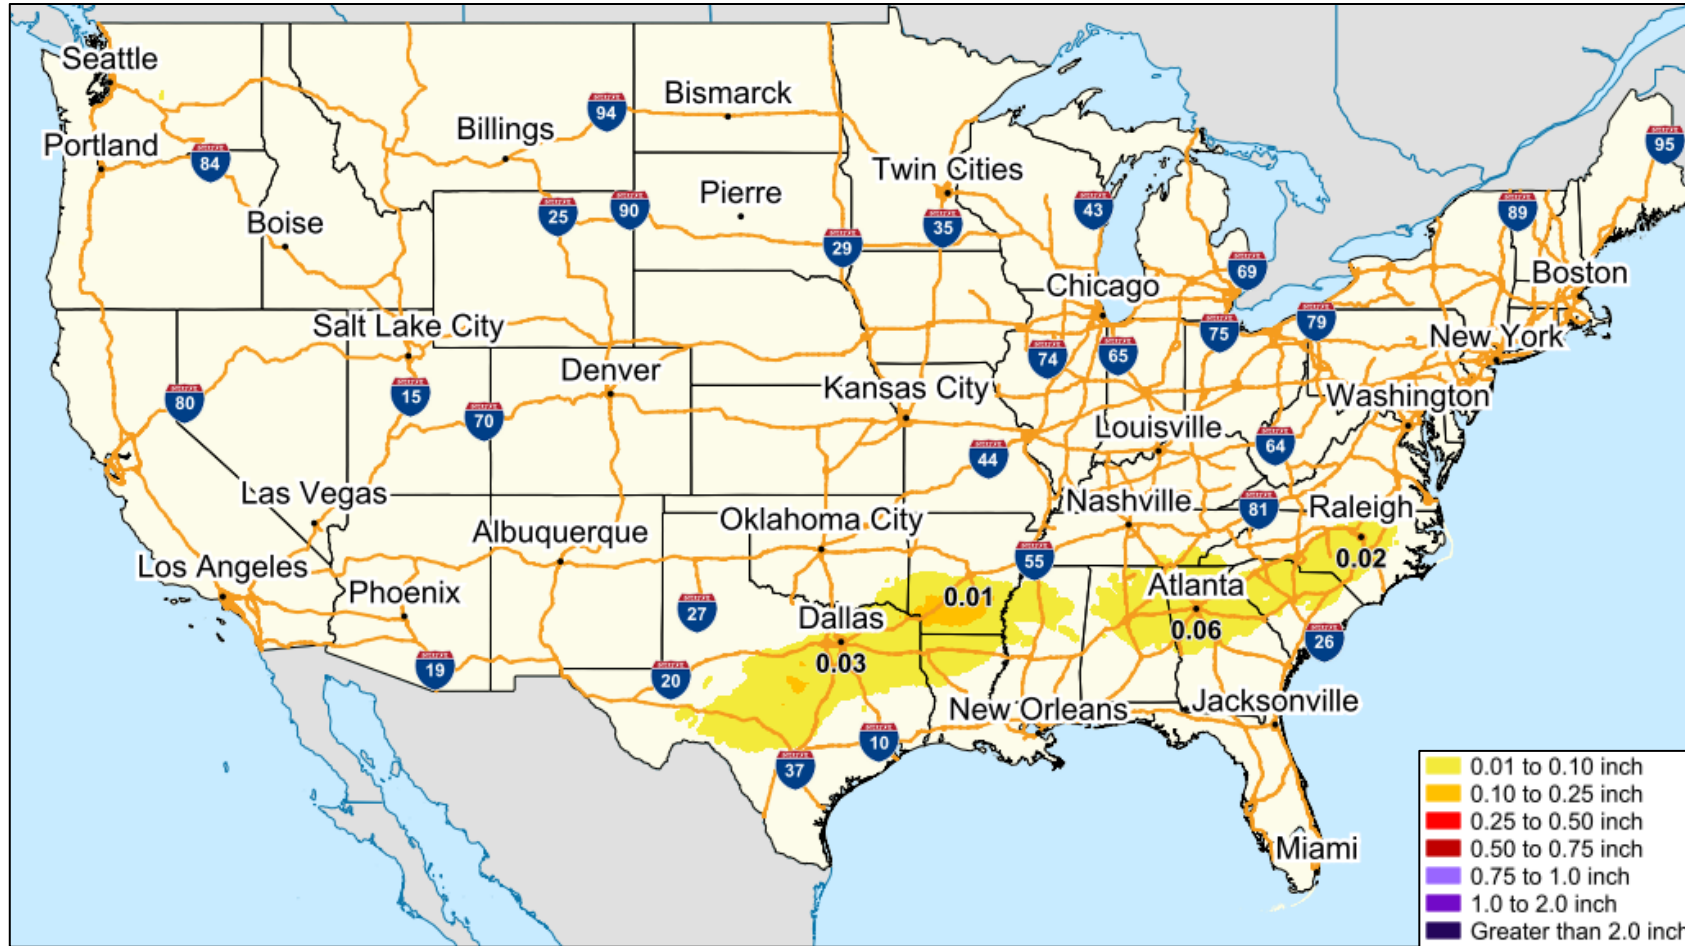 Seattle
Portland
84
Boise
Billings
94
Bismarck
25
90
Pierre
Twin Cities
35
29
43
Chicago
69
89
95
Boston
New York
79
75
74
65
Salt Lake City
80
15
70
Denver
Kansas City
Washington
Louisville
64
44
Las Vegas
Albuquerque
Oklahoma City
Nashville
81
Raleigh
0.02
55
Los Angeles
Phoenix
27
Dallas
0.03
0.01
Atlanta
0.06
26
19
20
New Orleans
Jacksonville
10
37
Miami
0.01 to 0.10 inch
0.10 to 0.25 inch
0.25 to 0.50 inch
0.50 to 0.75 inch
0.75 to 1.0 inch
1.0 to 2.0 inch
Greater than 2.0 inch